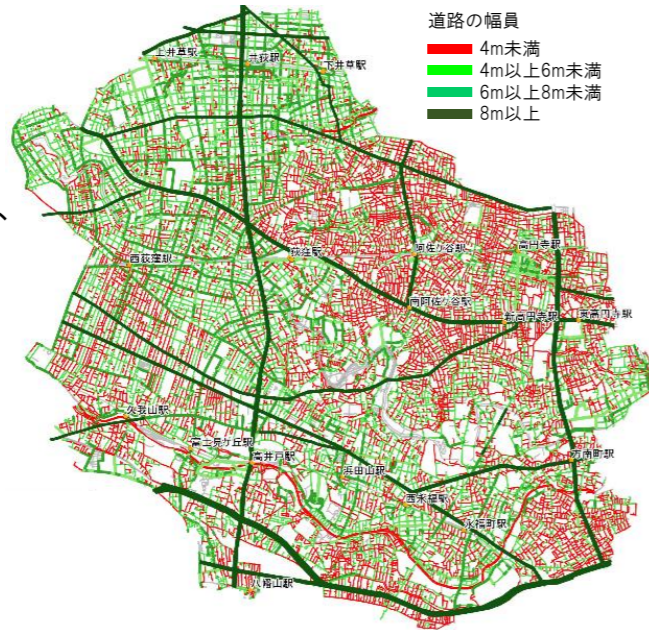 道路の幅員
4m未満
4m以上6m未満
6m以上8m未満
8m以上
上井草駅
井荻駅
下井草駅
西荻窪駅
荻窪駅
阿佐ケ谷駅
高円寺駅
南阿佐ケ谷駅
新高円寺駅
東高円寺駅
久我山駅
富士見ケ丘駅
高井戸駅
浜田山駅
西永福駅
永福町駅
方南町駅
八幡山駅